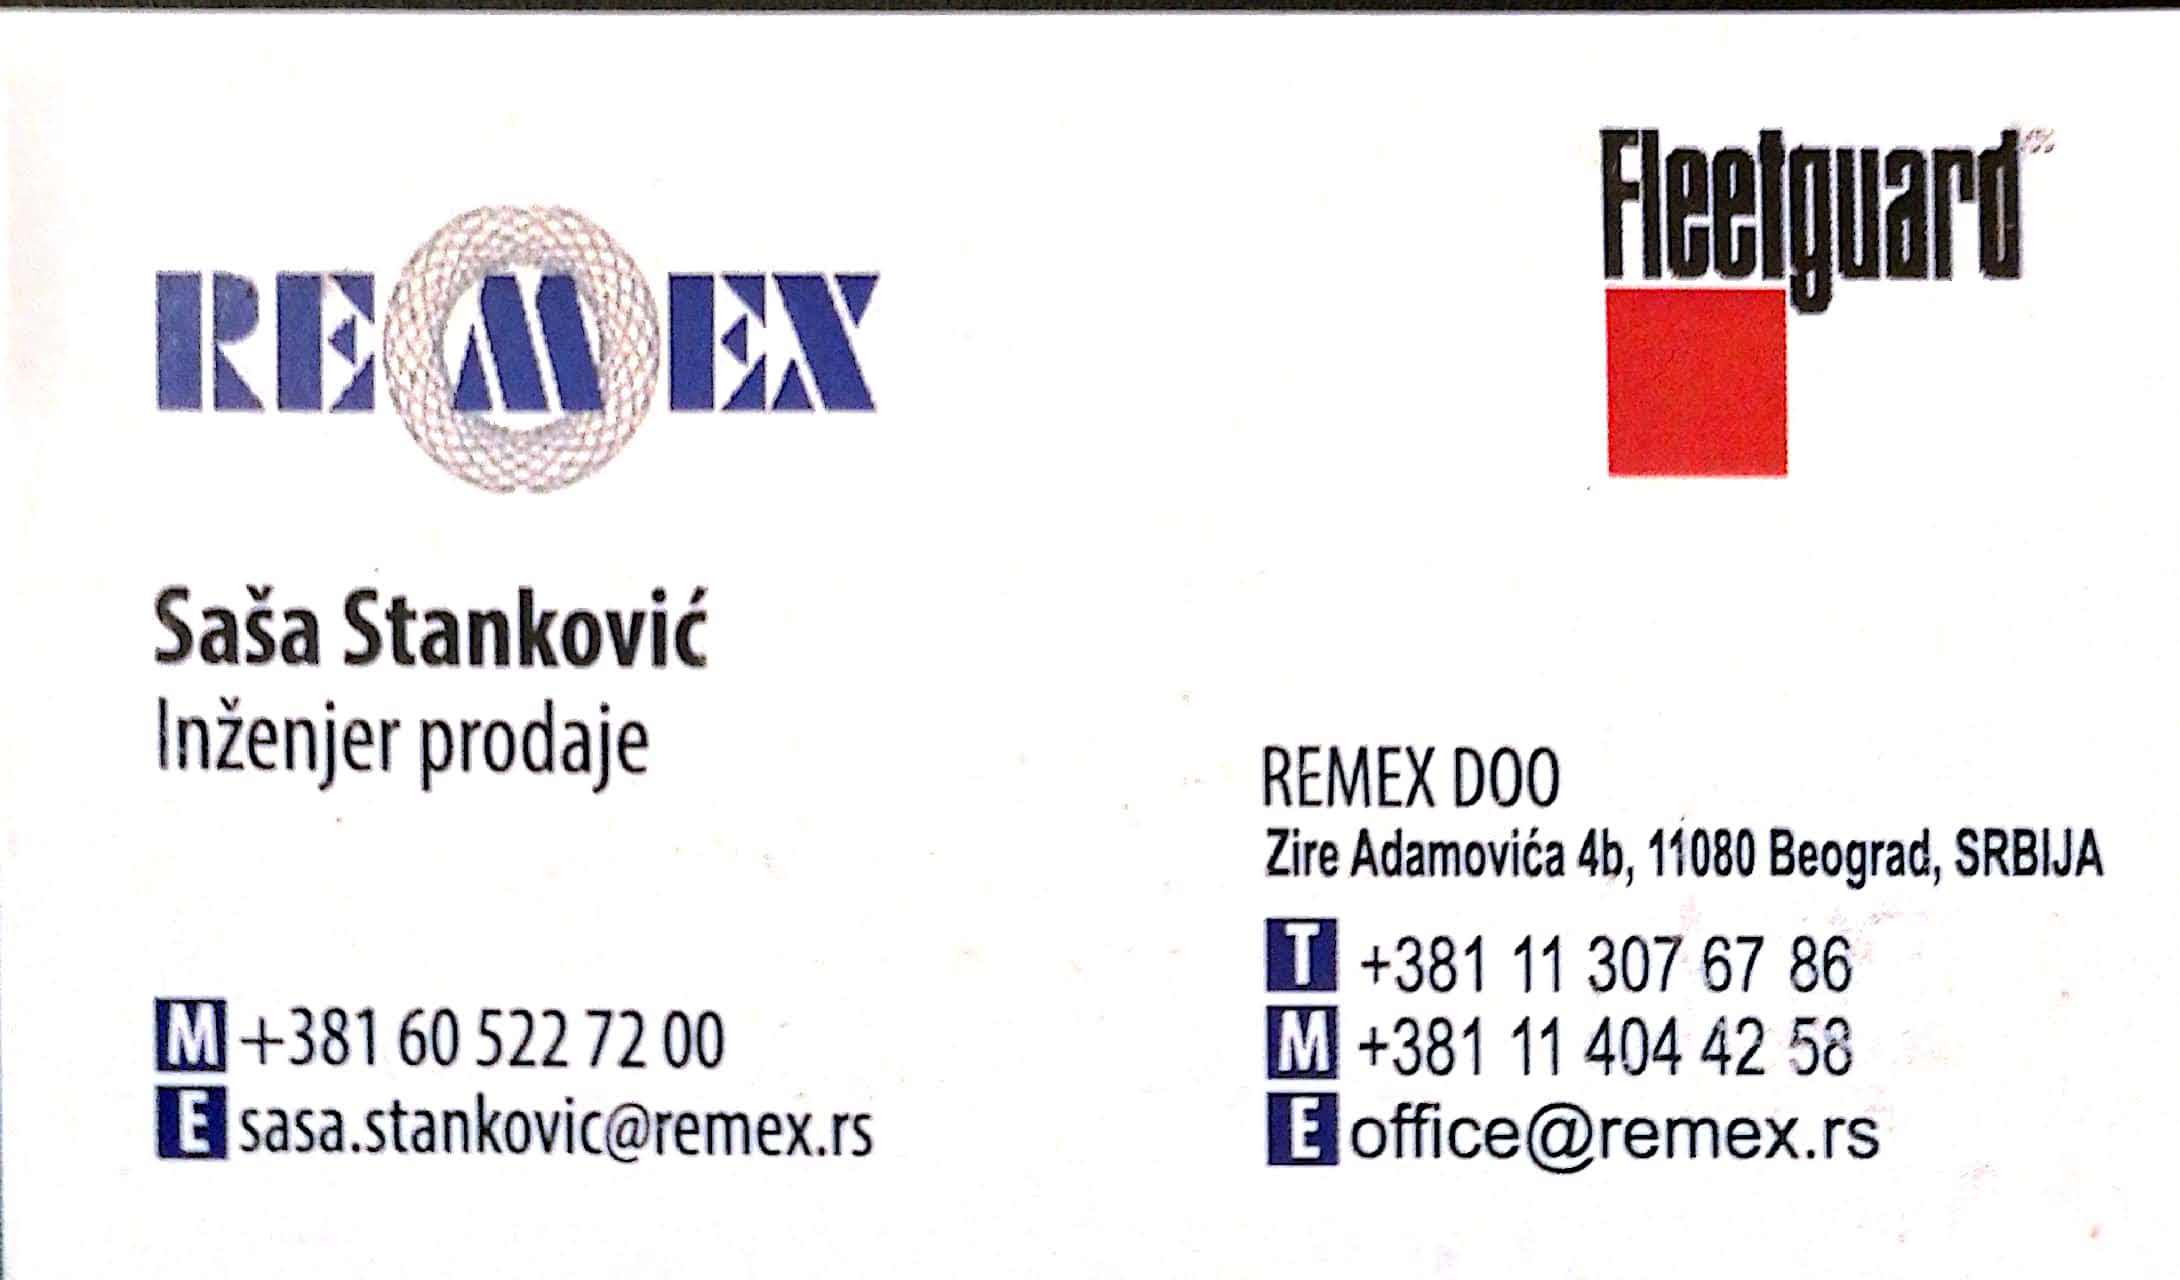 REMEX
Fleetguard
Saša Stanković
Inženjer prodaje
M +381 60 522 72 00
E sasa.stankovic@remex.rs
REMEX DOO
Zire Adamovića 4b, 11080 Beograd, SRBIJA
T +381 11 307 67 86
M +381 11 404 42 58
E office@remex.rs